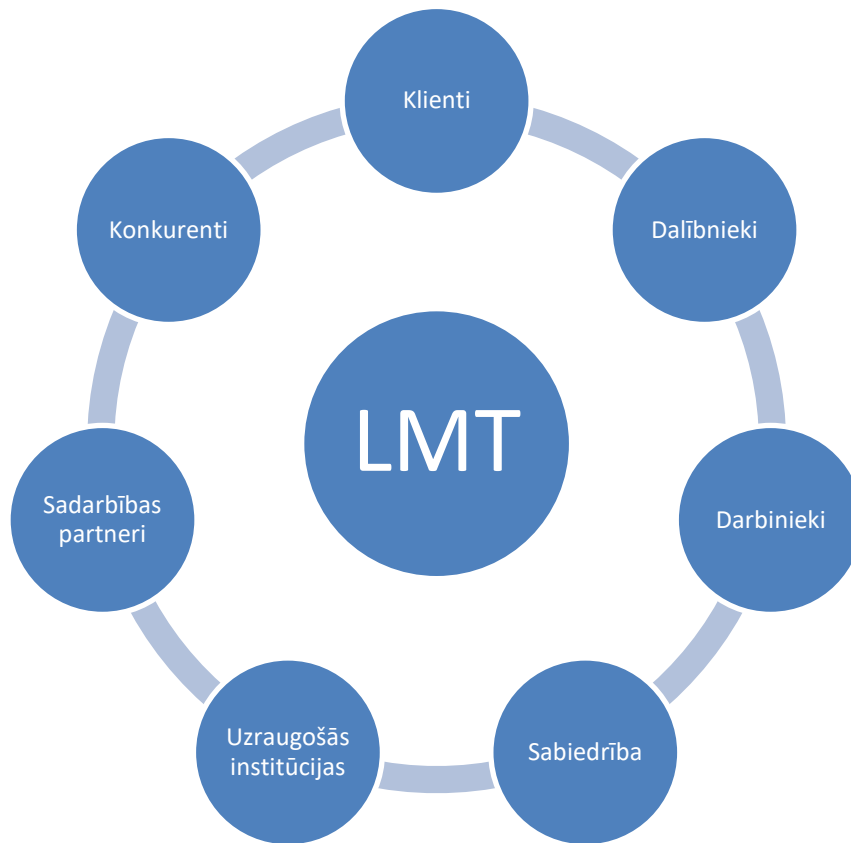 Klienti
Dalībnieki
Darbinieki
Sabiedrība
Uzraugošās
institūcijas
Sadarbības
partneri
Konkurenti
LMT